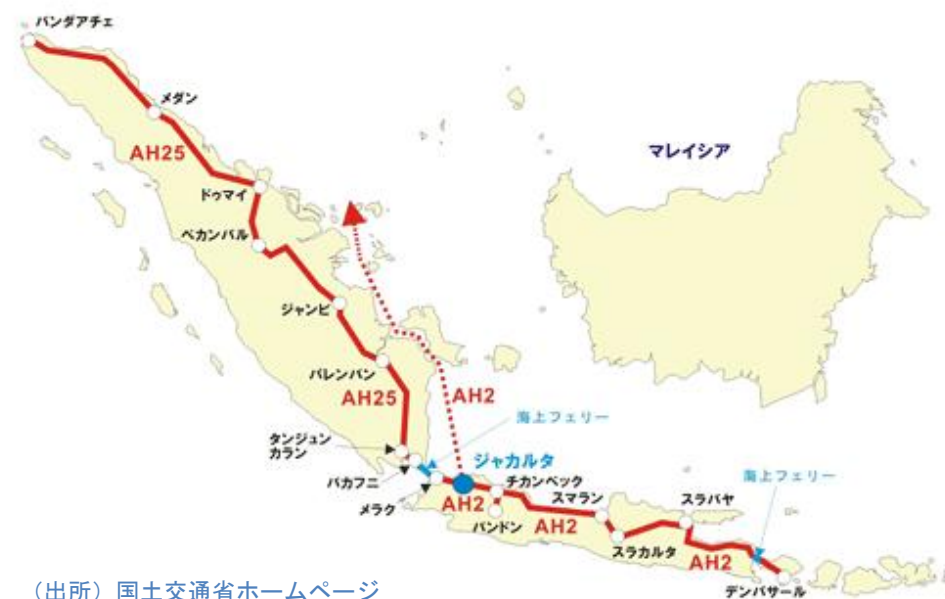 バンダアチェ
メダン
AH25
マレイシア
ドゥマイ
ペカンバル
ジャンビ
パレンバン
AH25
AH2
海上フェリー
タンジュン
カラン
ジャカルタ
バカフニ
チカンペック
海上フェリー
メラク
AH2
スマラン
スラバヤ
バンドン
AH2
スラカルタ
AH2
デンパサール
（出所）国土交通省ホームページ